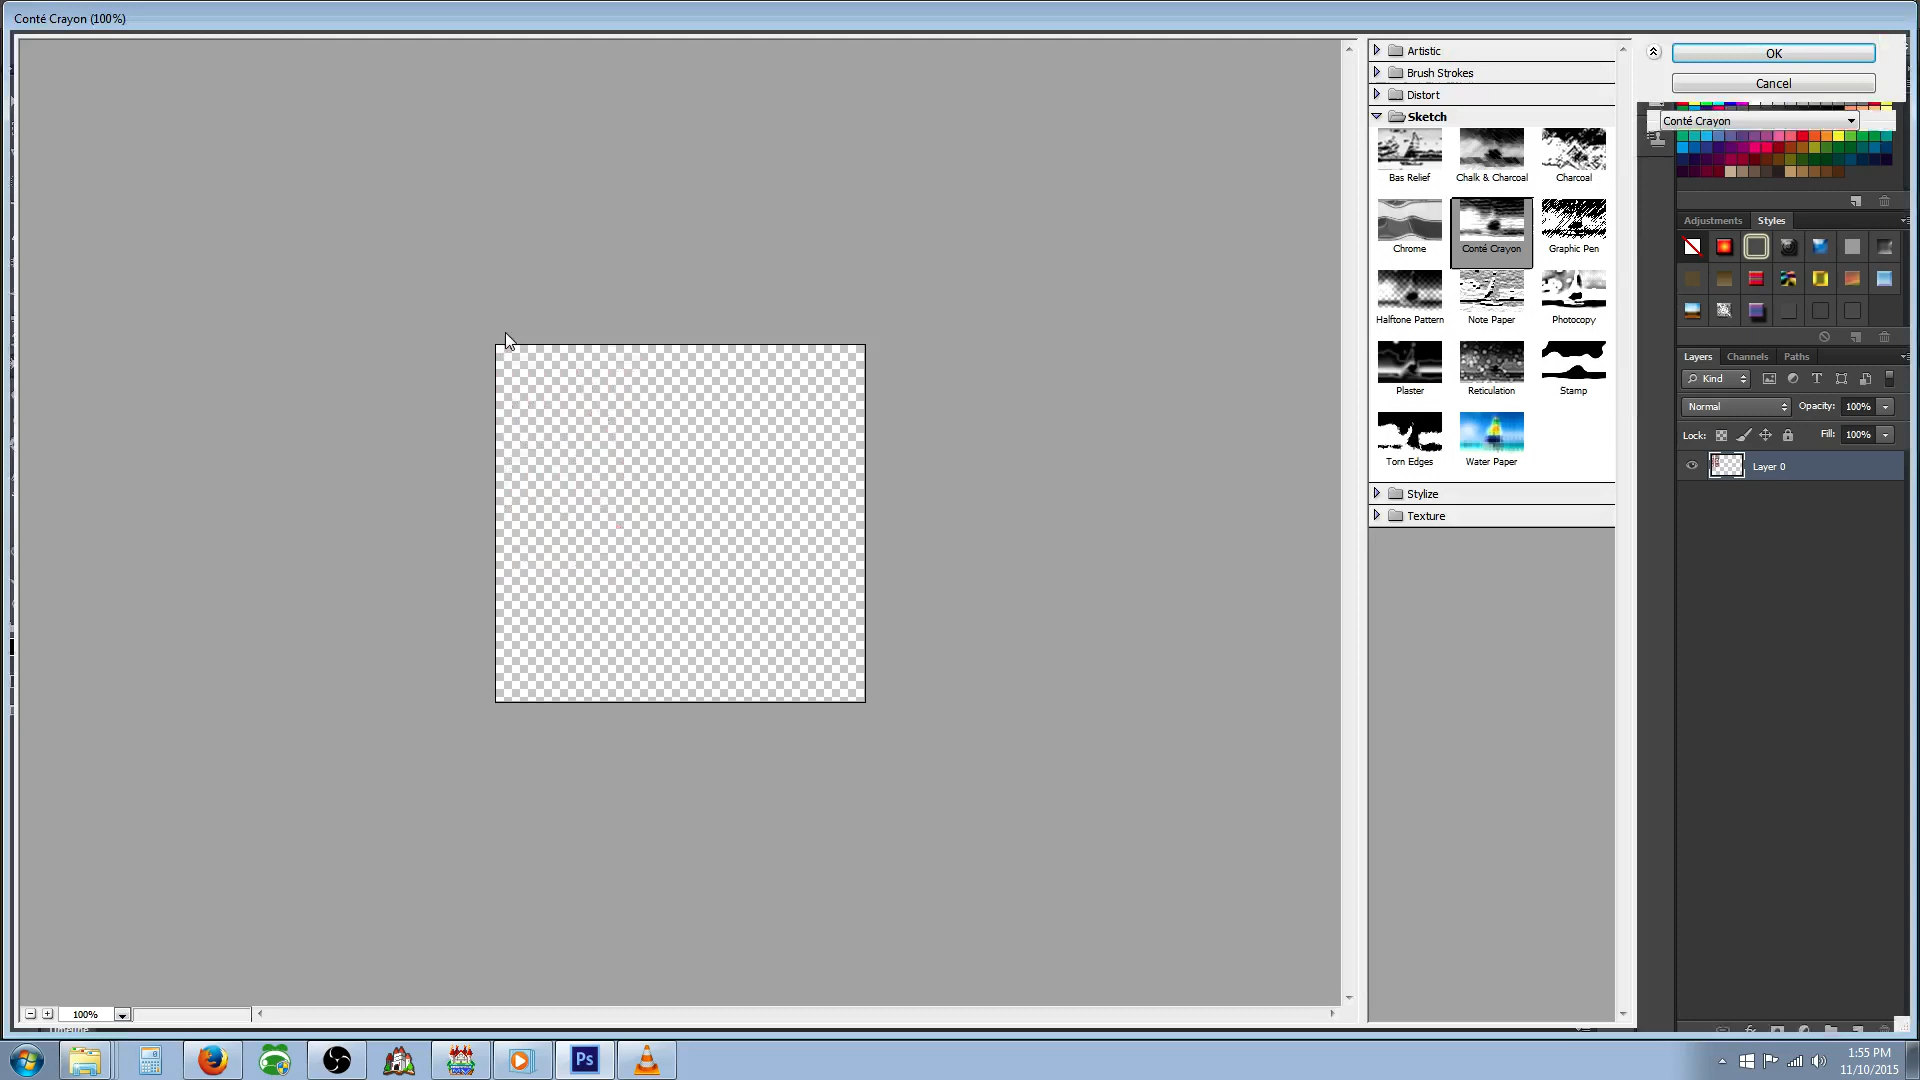 Conté Crayon (100%)
Artistic
Brush Strokes
Distort
Sketch
Bas Relief
Chalk & Charcoal
Charcoal
Chrome
Conté Crayon
Graphic Pen
Halftone Pattern
Note Paper
Photocopy
Plaster
Reticulation
Stamp
Torn Edges
Water Paper
Stylize
Texture
OK
Cancel
Conté Crayon
Adjustments Styles
Layers Channels Paths
Kind
Normal Opacity: 100%
Lock: Fill: 100%
Layer 0
100%
Timeline
Ps
1:55 PM
11/10/2015